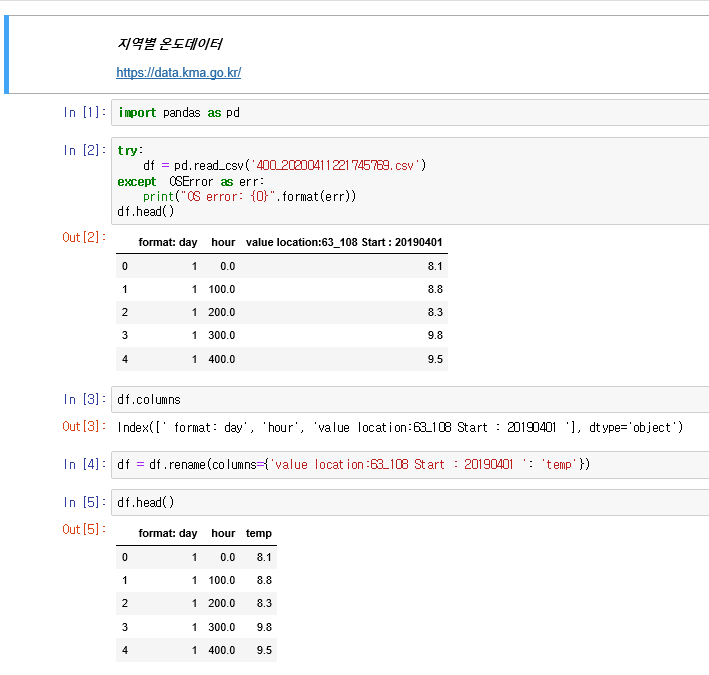 지역별 온도데이터
https://data.kma.go.kr/
In [1]: import pandas as pd
In [2]: try:
df = pd.read_csv('400_20200411221745769.csv')
except OSError as err:
print("OS error: {0}".format(err))
df.head()
Out[2]:
format: day hour value location:63_108 Start : 20190401
0 1 0.0 8.1
1 1 100.0 8.8
2 1 200.0 8.3
3 1 300.0 9.8
4 1 400.0 9.5
In [3]: df.columns
Out[3]: Index([' format: day', 'hour', 'value location:63_108 Start : 20190401 '], dtype='object')
In [4]: df = df.rename(columns={'value location:63_108 Start : 20190401 ': 'temp'})
In [5]: df.head()
Out[5]:
format: day hour temp
0 1 0.0 8.1
1 1 100.0 8.8
2 1 200.0 8.3
3 1 300.0 9.8
4 1 400.0 9.5